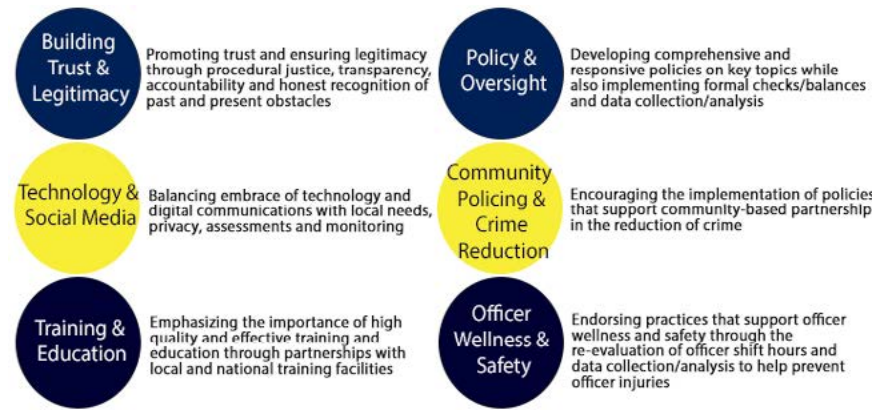 Building
Trust &
Legitimacy
Promoting trust and ensuring legitimacy
through procedural justice, transparency,
accountability and honest recognition of
past and present obstacles
Policy &
Oversight
Developing comprehensive and
responsive policies on key topics while
also implementing formal checks/balances
and data collection/analysis
Technology &
Social Media
Balancing embrace of technology and
digital communications with local needs,
privacy, assessments and monitoring
Community
Policing &
Crime
Reduction
Encouraging the implementation of policies
that support community-based partnership
in the reduction of crime
Training &
Education
Emphasizing the importance of high
quality and effective training and
education through partnerships with
local and national training facilities
Officer
Wellness &
Safety
Endorsing practices that support officer
wellness and safety through the
re-evaluation of officer shift hours and
data collection/analysis to help prevent
officer injuries